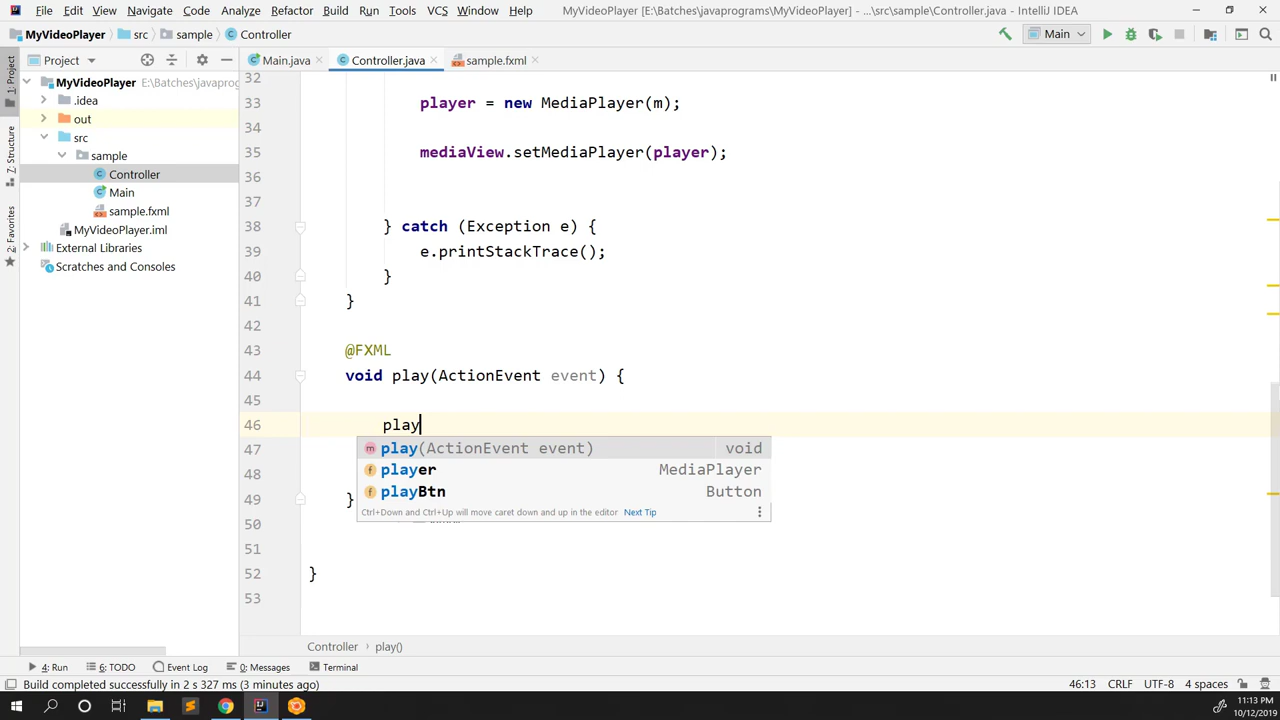 File Edit View Navigate Code Analyze Refactor Build Run Tools VCS Window Help MyVideoPlayer [E:\Batches\javaprograms\MyVideoPlayer] - ...\src\sample\Controller.java - IntelliJ IDEA
MyVideoPlayer src sample Controller Main
Project Main.java Controller.java sample.fxml
1: Project
Z: Structure
2: Favorites
MyVideoPlayer E:\Batches\javaprog
.idea
out
src
sample
Controller
Main
sample.fxml
MyVideoPlayer.iml
External Libraries
Scratches and Consoles
32
33 player = new MediaPlayer(m);
34
35 mediaView.setMediaPlayer(player);
36
37
38 } catch (Exception e) {
39 e.printStackTrace();
40 }
41 }
42
43 @FXML
44 void play(ActionEvent event) {
45
46 play
47 play(ActionEvent event) void
48 player MediaPlayer
playBtn Button
49 }
Ctrl+Down and Ctrl+Up will move caret down and up in the editor Next Tip
50
51
52 }
53
Controller play()
4: Run 6: TODO Event Log 0: Messages Terminal
Build completed successfully in 2 s 327 ms (3 minutes ago) 46:13 CRLF UTF-8 4 spaces
11:13 PM
10/12/2019